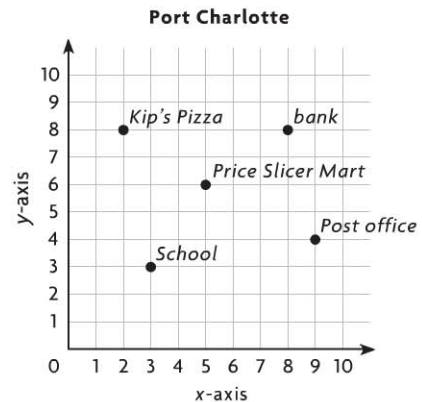 Port Charlotte
10
9
8
7
6
5
4
3
2
1
Kip's Pizza
bank
Price Slicer Mart
Post office
School
y-axis
0 1 2 3 4 5 6 7 8 9 10
x-axis